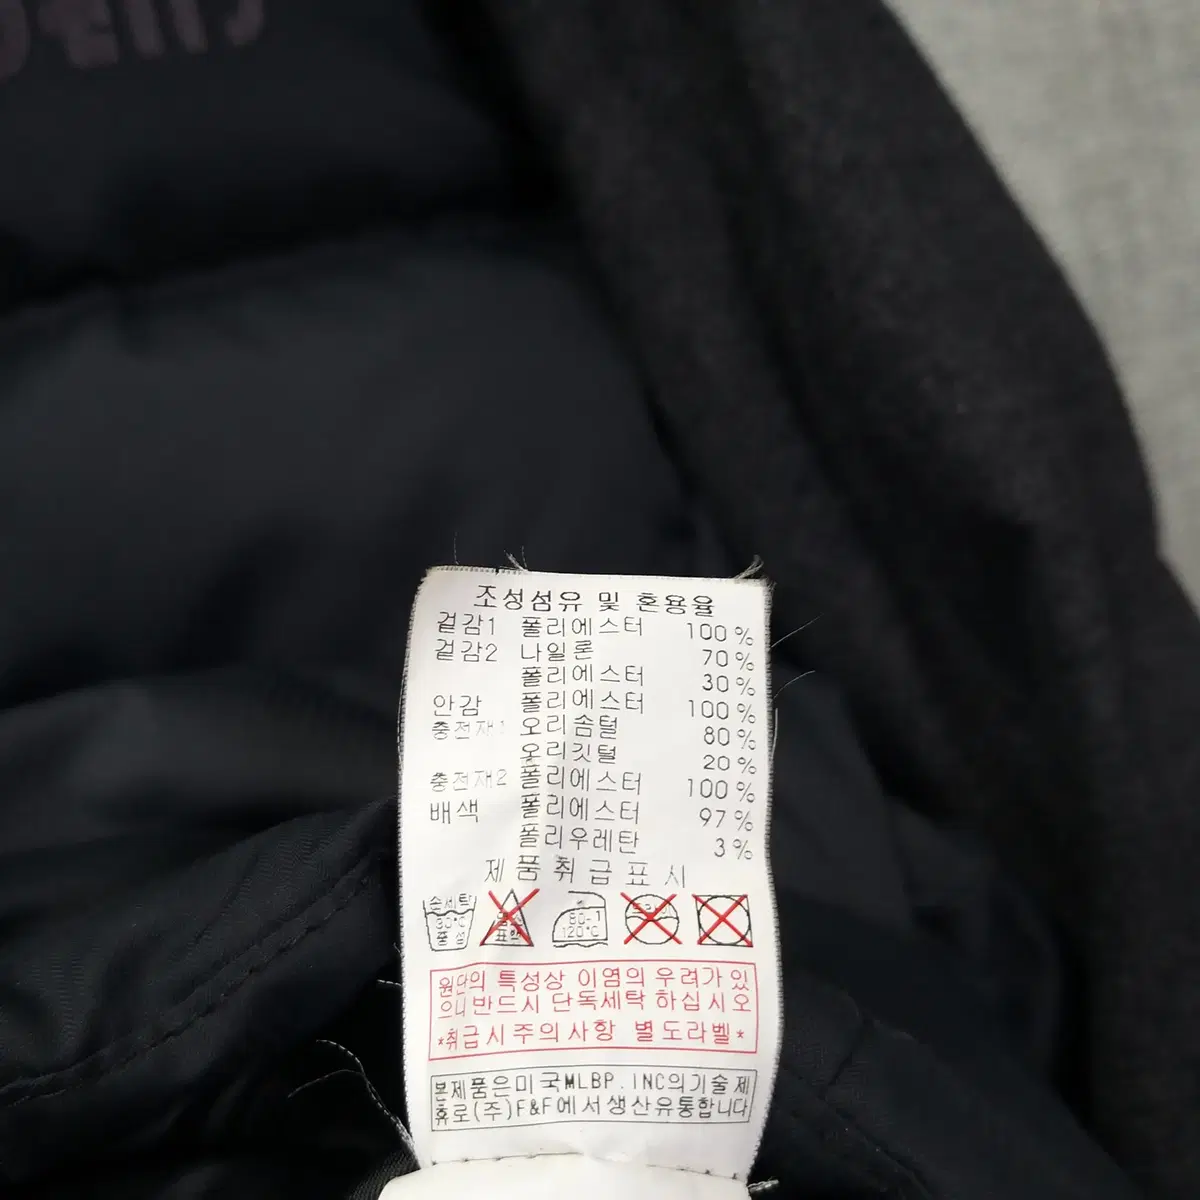 조성섬유 및 혼용율
겉감1 폴리에스터 100%
겉감2 나일론 70%
폴리에스터 30%
안감 폴리에스터 100%
충전재1 오리솜털 80%
오리깃털 20%
충전재2 폴리에스터 100%
배색 폴리에스터 97%
폴리우레탄 3%
제품취급표시
손세탁 30°C 중성
염소 표백
80-120°C
드라이
원단의 특성상 이염의 우려가 있
으니 반드시 단독세탁 하십시오
*취급시주의사항 별도라벨*
본제품은미국MLBP.INC의기술제
휴로(주)F&F에서생산유통합니다